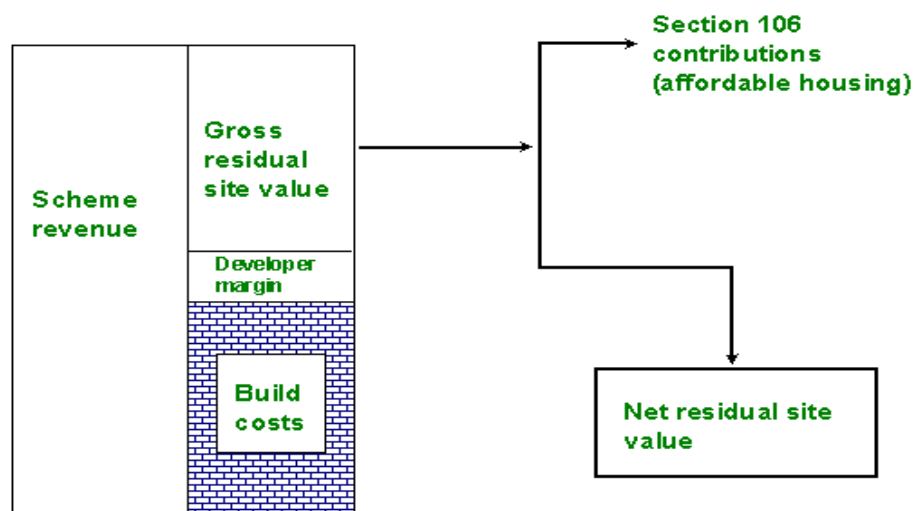 Scheme
revenue
Gross
residual
site value
Developer
margin
Build
costs
Section 106
contributions
(affordable housing)
Net residual site
value